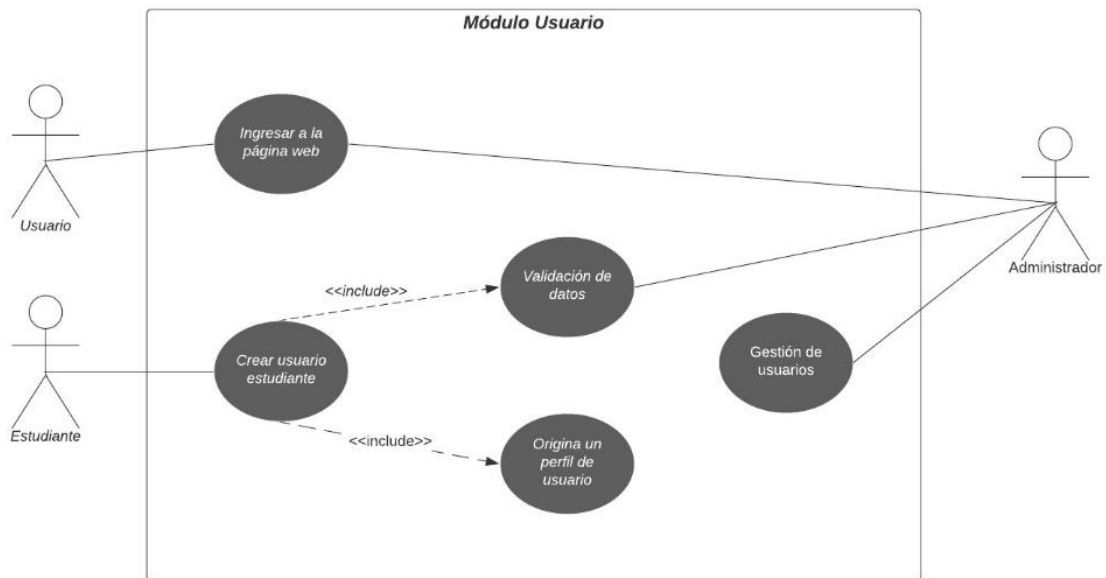 Módulo Usuario
Ingresar a la
página web
Usuario
Administrador
Validación de
datos
<<include>>
Crear usuario
estudiante
Gestión de
usuarios
Estudiante
<<include>>
Origina un
perfil de
usuario